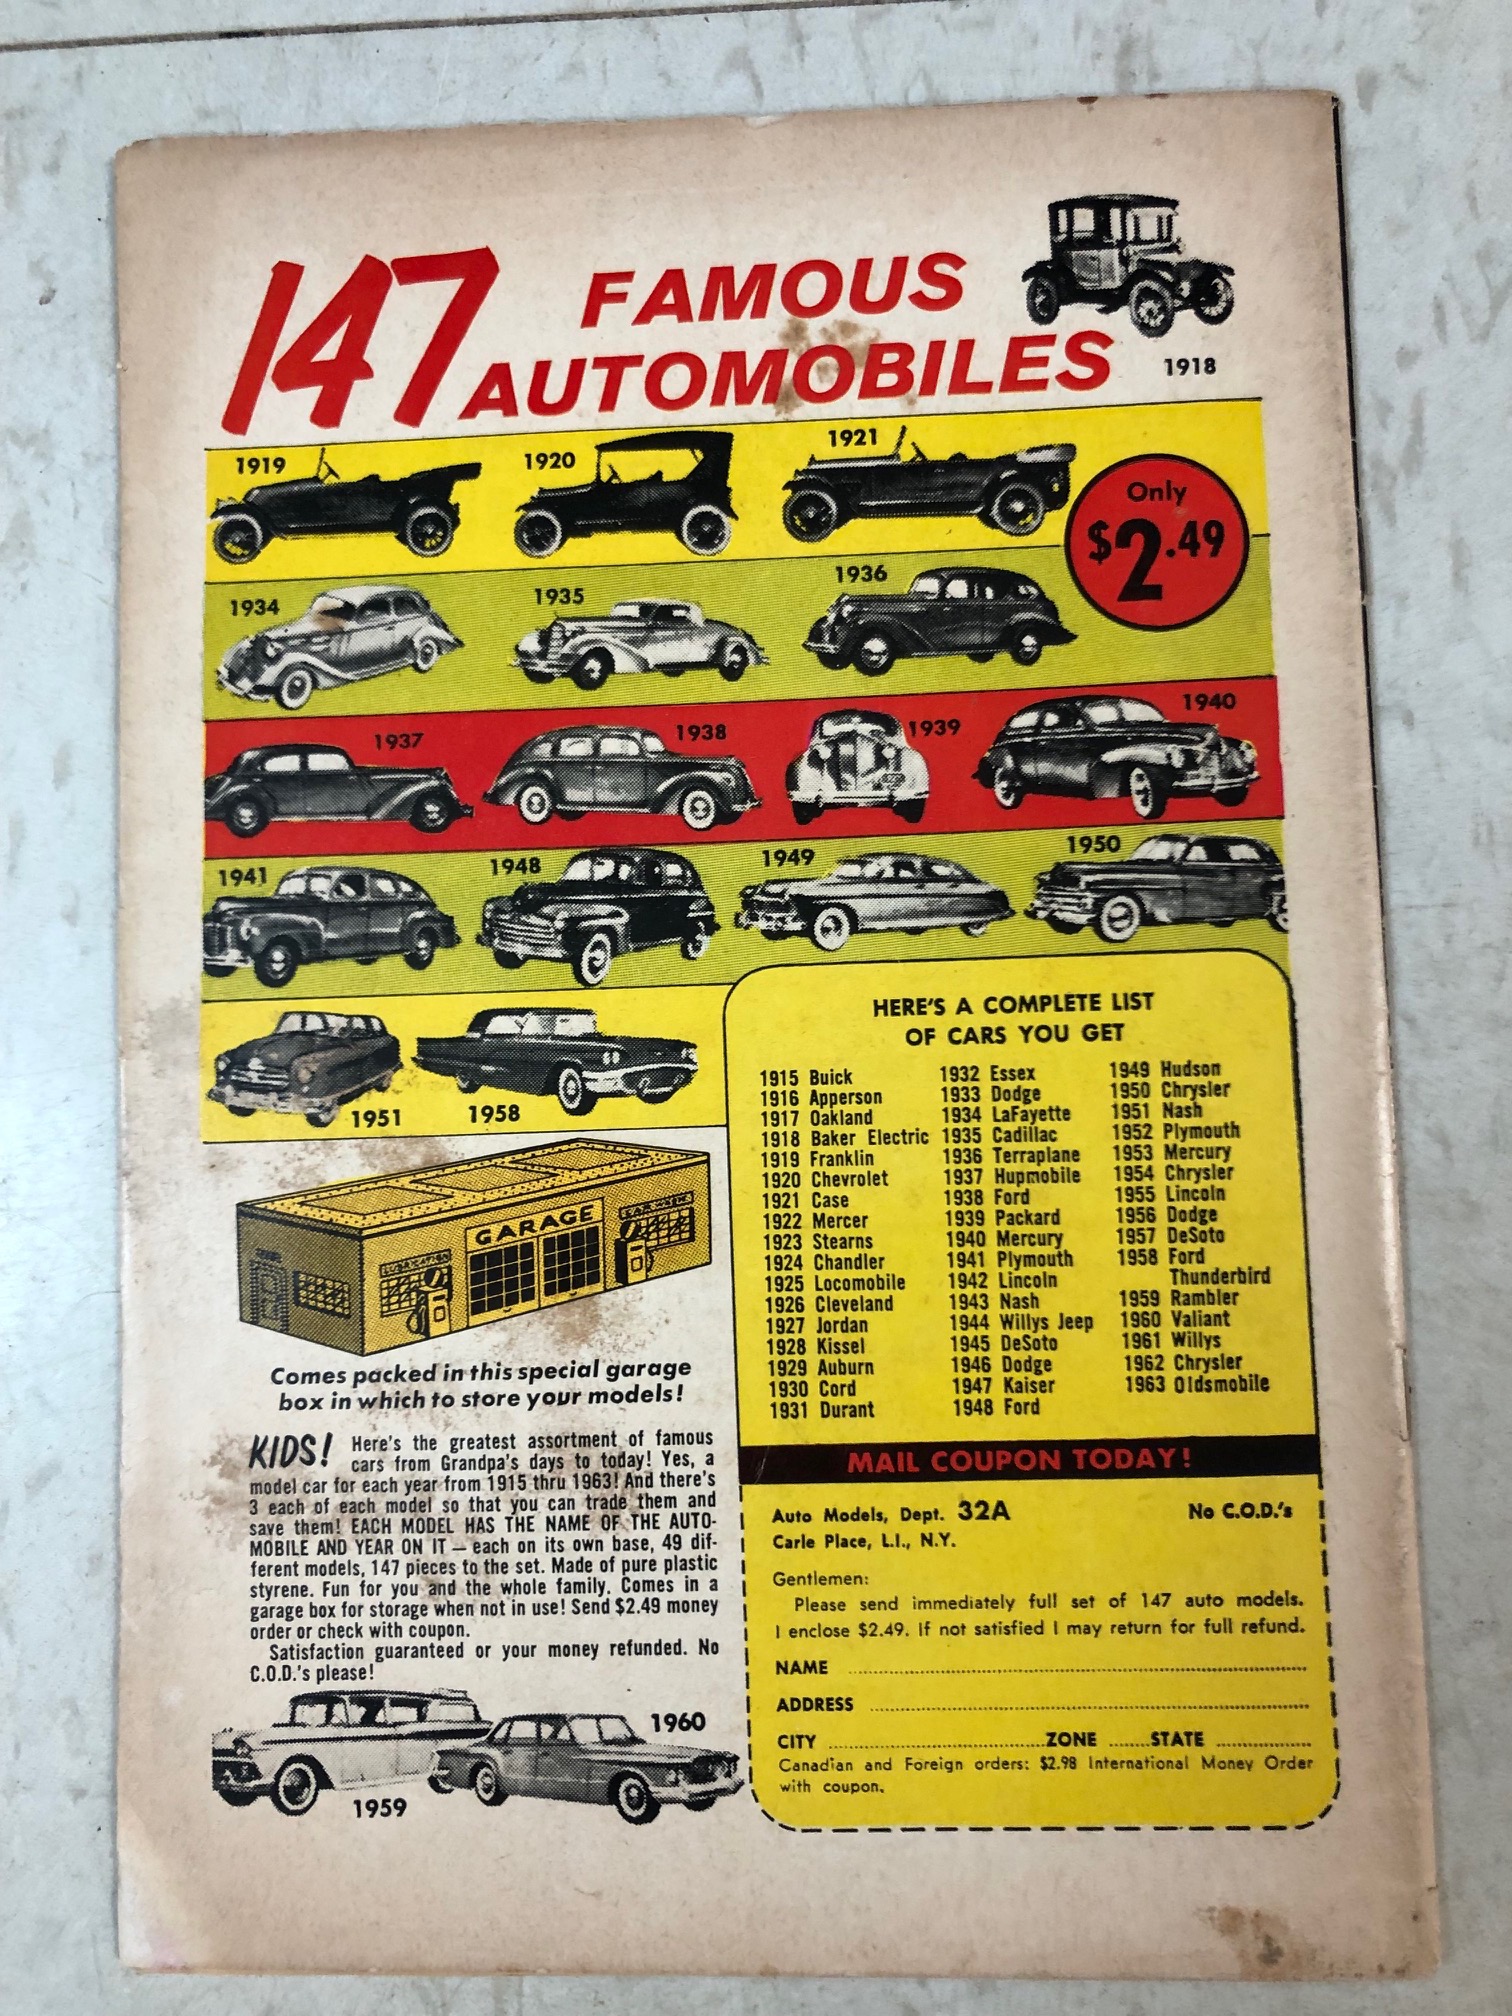 147 FAMOUS
AUTOMOBILES
1918
1919
1920
1921
Only
$2.49
1934
1935
1936
1937
1938
1939
1940
1941
1948
1949
1950
1951
1958
GARAGE
LUBRICATION
CAR WASH
Comes packed in this special garage
box in which to store your models!
KIDS! Here's the greatest assortment of famous
cars from Grandpa's days to today! Yes, a
model car for each year from 1915 thru 1963! And there's
3 each of each model so that you can trade them and
save them! EACH MODEL HAS THE NAME OF THE AUTO-
MOBILE AND YEAR ON IT — each on its own base, 49 dif-
ferent models, 147 pieces to the set. Made of pure plastic
styrene. Fun for you and the whole family. Comes in a
garage box for storage when not in use! Send $2.49 money
order or check with coupon.
Satisfaction guaranteed or your money refunded. No
C.O.D.'s please!
1959
1960
HERE'S A COMPLETE LIST
OF CARS YOU GET
1915 Buick
1916 Apperson
1917 Oakland
1918 Baker Electric
1919 Franklin
1920 Chevrolet
1921 Case
1922 Mercer
1923 Stearns
1924 Chandler
1925 Locomobile
1926 Cleveland
1927 Jordan
1928 Kissel
1929 Auburn
1930 Cord
1931 Durant
1932 Essex
1933 Dodge
1934 LaFayette
1935 Cadillac
1936 Terraplane
1937 Hupmobile
1938 Ford
1939 Packard
1940 Mercury
1941 Plymouth
1942 Lincoln
1943 Nash
1944 Willys Jeep
1945 DeSoto
1946 Dodge
1947 Kaiser
1948 Ford
1949 Hudson
1950 Chrysler
1951 Nash
1952 Plymouth
1953 Mercury
1954 Chrysler
1955 Lincoln
1956 Dodge
1957 DeSoto
1958 Ford
Thunderbird
1959 Rambler
1960 Valiant
1961 Willys
1962 Chrysler
1963 Oldsmobile
MAIL COUPON TODAY!
Auto Models, Dept. 32A No C.O.D.'s
Carle Place, L.I., N.Y.
Gentlemen:
Please send immediately full set of 147 auto models.
I enclose $2.49. If not satisfied I may return for full refund.
NAME
ADDRESS
CITY ZONE STATE
Canadian and Foreign orders: $2.98 International Money Order
with coupon.